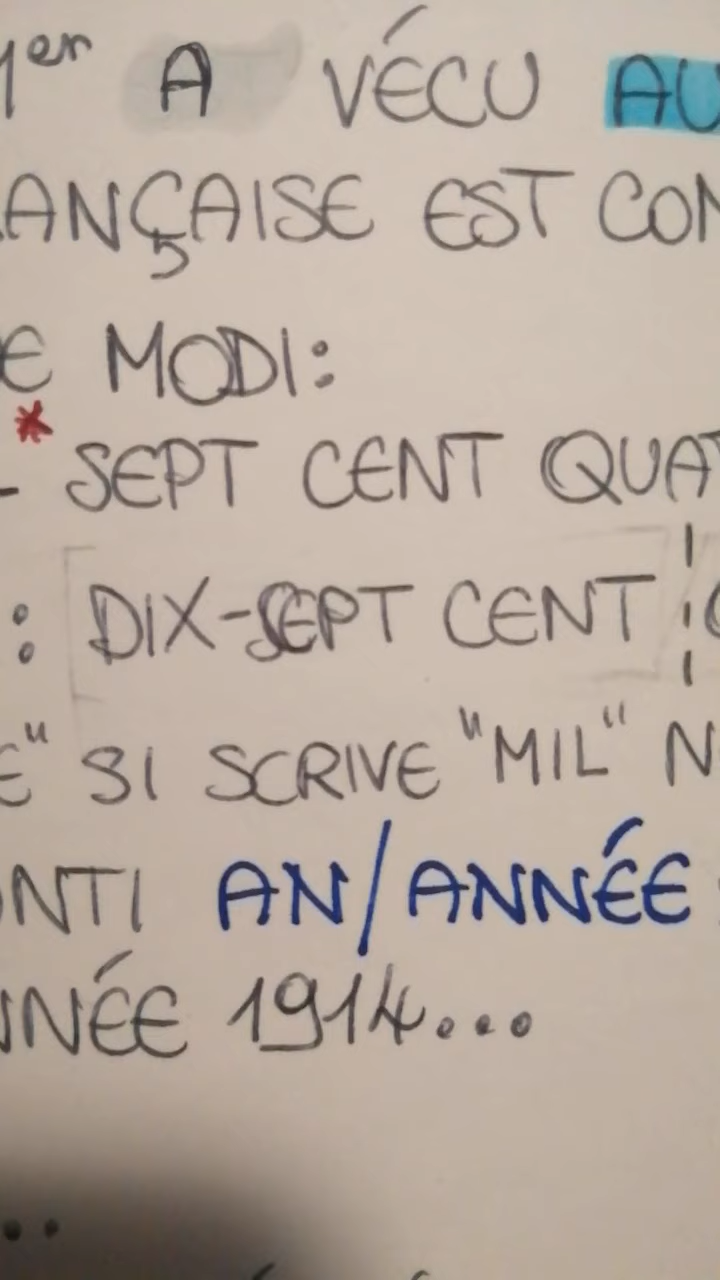 1er A VÉCU AU
ANÇAISE EST CON
E MODI:
*
- SEPT CENT QUAT
: DIX-SEPT CENT
E" SI SCRIVE "MIL" N
NTI AN/ANNÉE
NNÉE 1914...
..